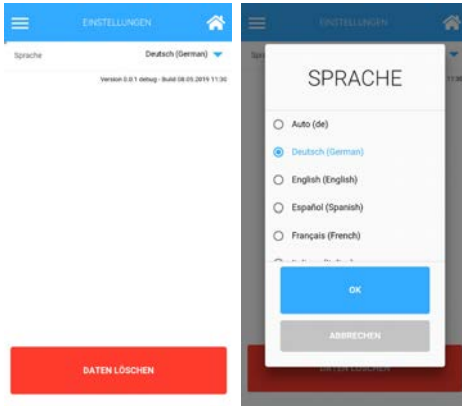 EINSTELLUNGEN
Sprache
Deutsch (German)
Version 0.0.1 debug - Build 08.05.2019 11:30
DATEN LÖSCHEN
EINSTELLUNGEN
SPRACHE
Auto (de)
Deutsch (German)
English (English)
Español (Spanish)
Français (French)
OK
ABBRECHEN
DATEN LÖSCHEN